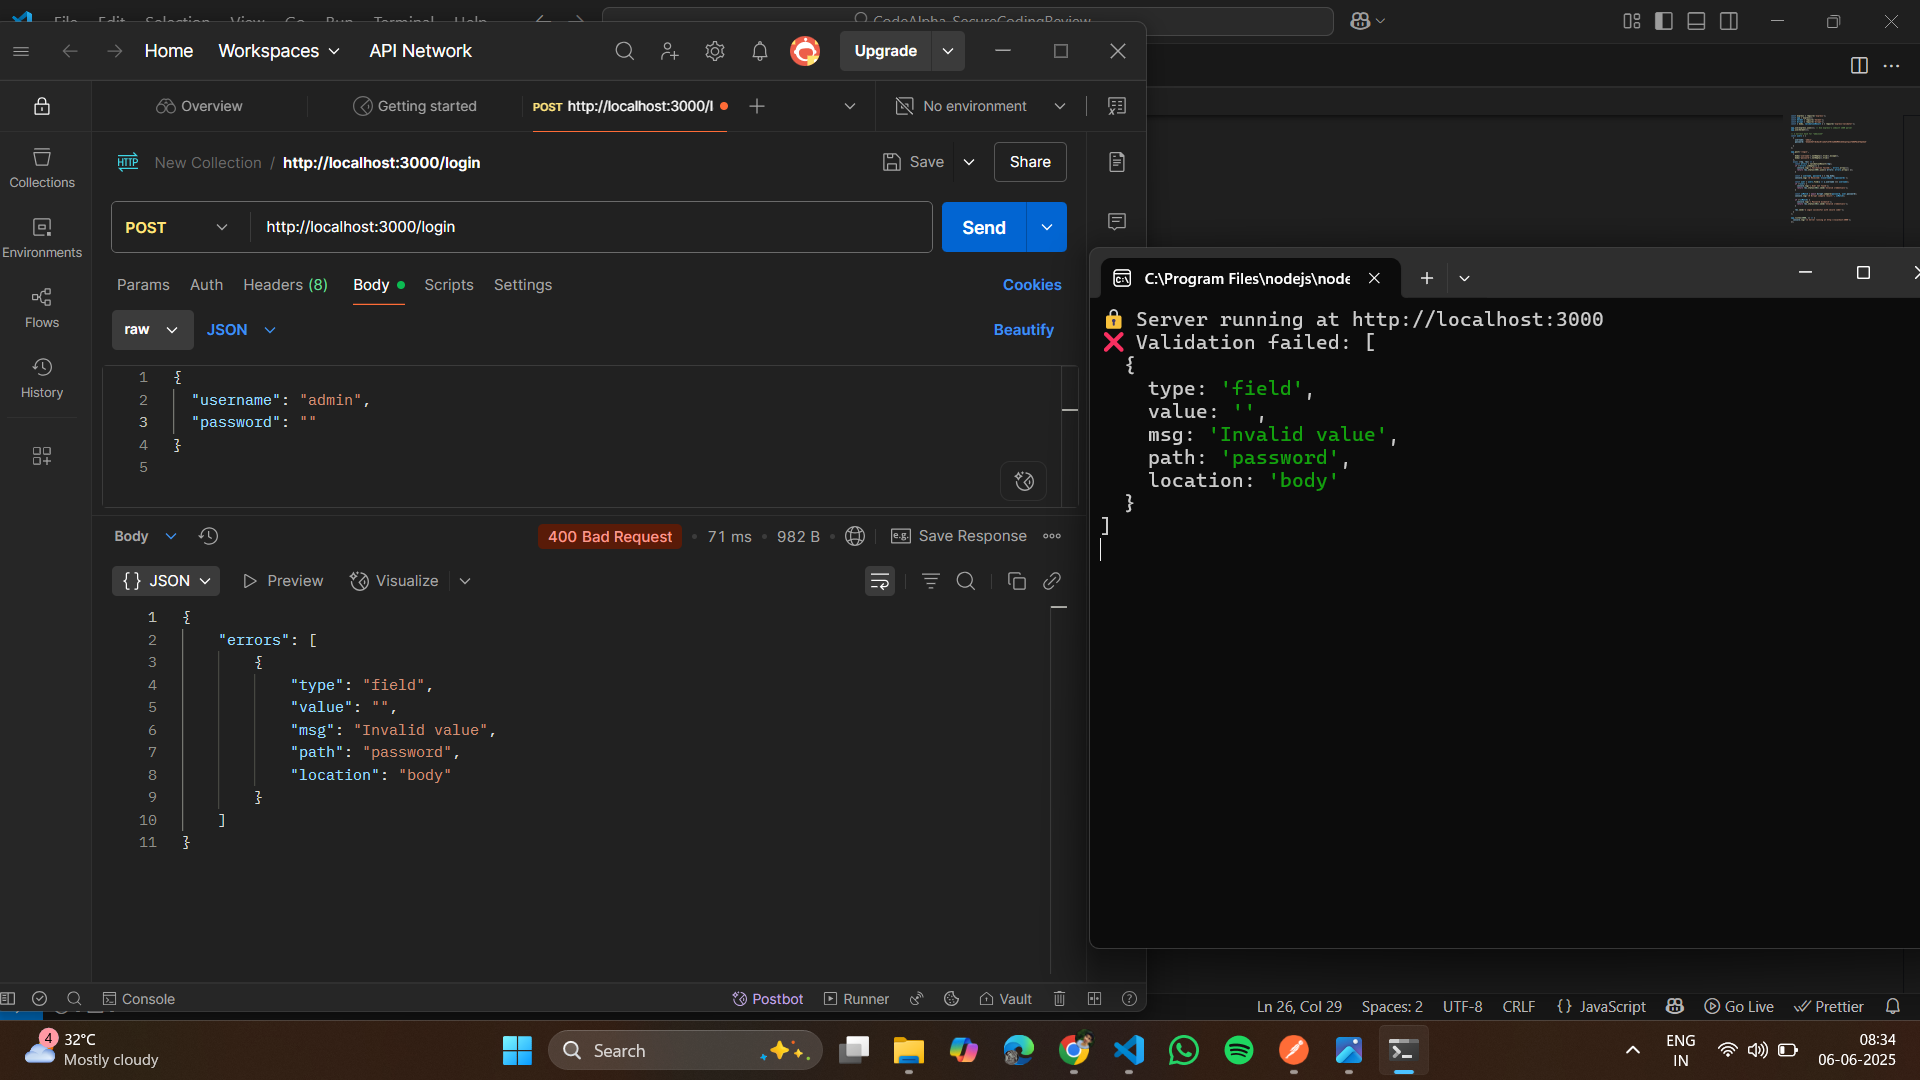 File Edit Selection View Go Run Terminal Help
CodeAlpha_SecureCodingReview
Home Workspaces API Network
Upgrade
Overview
Getting started
POST http://localhost:3000/l
No environment
Collections
Environments
Flows
History
HTTP New Collection / http://localhost:3000/login
Save
Share
POST http://localhost:3000/login
Send
Params Auth Headers (8) Body Scripts Settings
Cookies
raw JSON
Beautify
1 {
2 "username": "admin",
3 "password": ""
4 }
5
Body
400 Bad Request • 71 ms • 982 B
e.g. Save Response
{} JSON Preview Visualize
1 {
2 "errors": [
3 {
4 "type": "field",
5 "value": "",
6 "msg": "Invalid value",
7 "path": "password",
8 "location": "body"
9 }
10 ]
11 }
Console
Postbot Runner Vault
C:\Program Files\nodejs\node
🔒 Server running at http://localhost:3000
❌ Validation failed: [
{
type: 'field',
value: '',
msg: 'Invalid value',
path: 'password',
location: 'body'
}
]
Ln 26, Col 29 Spaces: 2 UTF-8 CRLF {} JavaScript Go Live Prettier
4
32°C
Mostly cloudy
Search
ENG
IN
08:34
06-06-2025